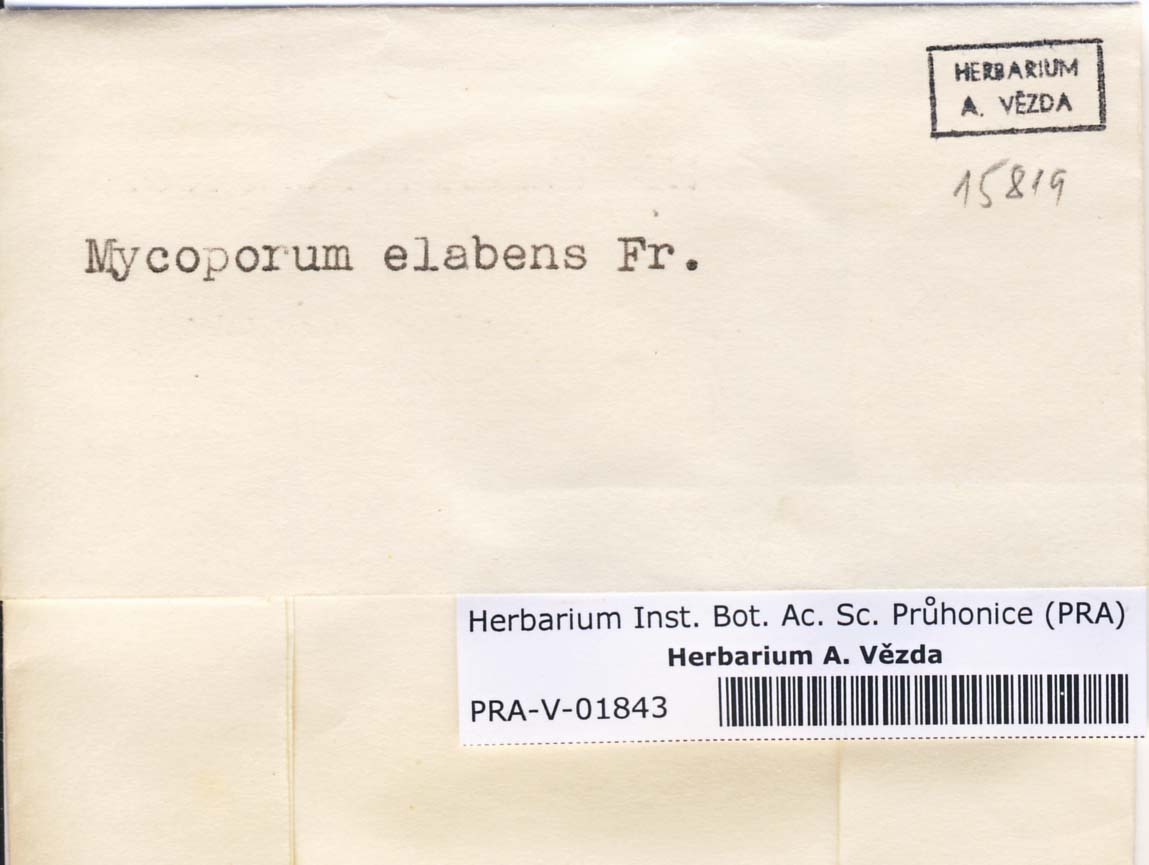 HERBARIUM
A. VĚZDA
15819
Mycoporum elabens Fr.
Herbarium Inst. Bot. Ac. Sc. Průhonice (PRA)
Herbarium A. Vězda
PRA-V-01843